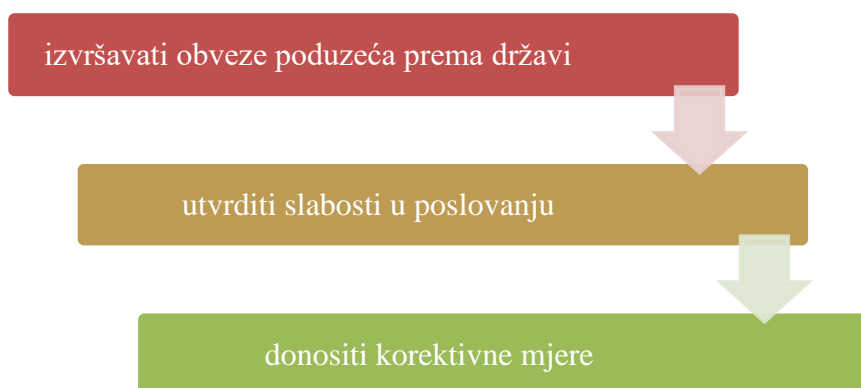 izvršavati obveze poduzeća prema državi
utvrditi slabosti u poslovanju
donositi korektivne mjere